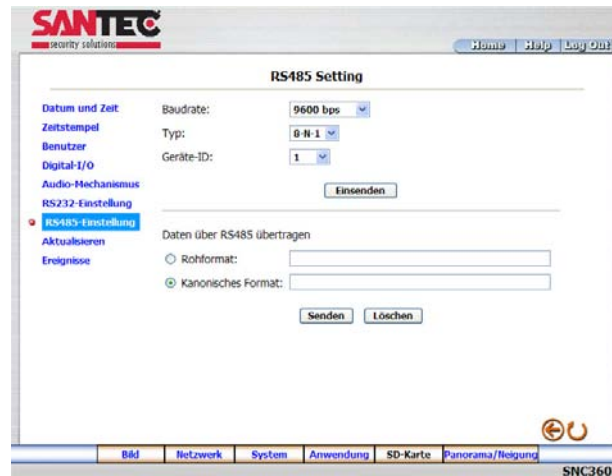 SANTEC
security solutions
Home | Help | Log Out
RS485 Setting
Datum und Zeit
Zeitstempel
Benutzer
Digital-I/O
Audio-Mechanismus
RS232-Einstellung
RS485-Einstellung
Aktualisieren
Ereignisse
Baudrate: 9600 bps
Typ: 8-N-1
Geräte-ID: 1
Einsenden
Daten über RS485 übertragen
Rohformat:
Kanonisches Format:
Senden Löschen
Bild Netzwerk System Anwendung SD-Karte Panorama/Neigung
SNC360